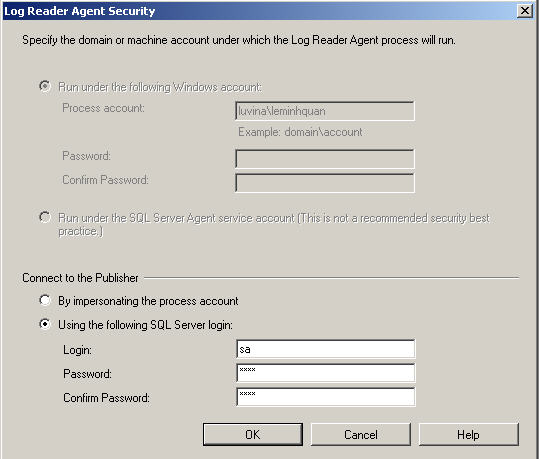 Log Reader Agent Security
Specify the domain or machine account under which the Log Reader Agent process will run.
Run under the following Windows account:
Process account:
luvina\leminhquan
Example: domain\account
Password:
Confirm Password:
Run under the SQL Server Agent service account (This is not a recommended security best
practice.)
Connect to the Publisher
By impersonating the process account
Using the following SQL Server login:
Login:
sa
Password:
****
Confirm Password:
****
OK
Cancel
Help